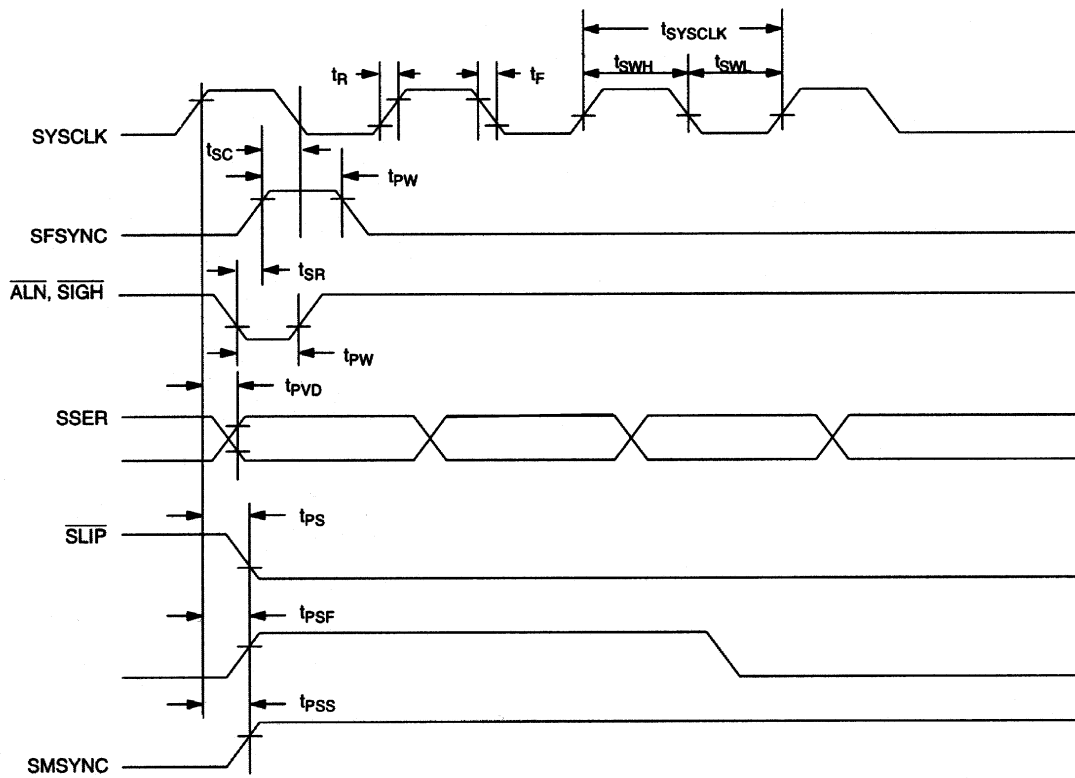 tSYSCLK
tSWH
tSWL
tR
tF
SYSCLK
tSC
tPW
SFSYNC
tSR
ALN, SIGH
tPW
tPVD
SSER
tPS
SLIP
tPSF
tPSS
SMSYNC